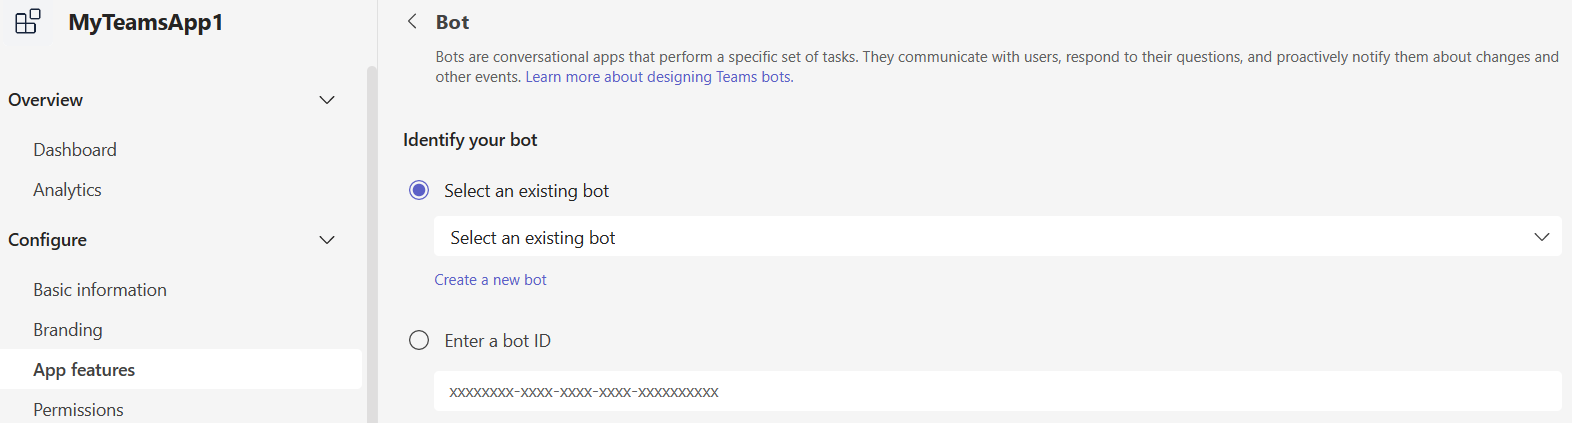 MyTeamsApp1
Overview
Dashboard
Analytics
Configure
Basic information
Branding
App features
Permissions
Bot
Bots are conversational apps that perform a specific set of tasks. They communicate with users, respond to their questions, and proactively notify them about changes and
other events. Learn more about designing Teams bots.
Identify your bot
Select an existing bot
Select an existing bot
Create a new bot
Enter a bot ID
xxxxxxxx-xxxx-xxxx-xxxx-xxxxxxxxxx